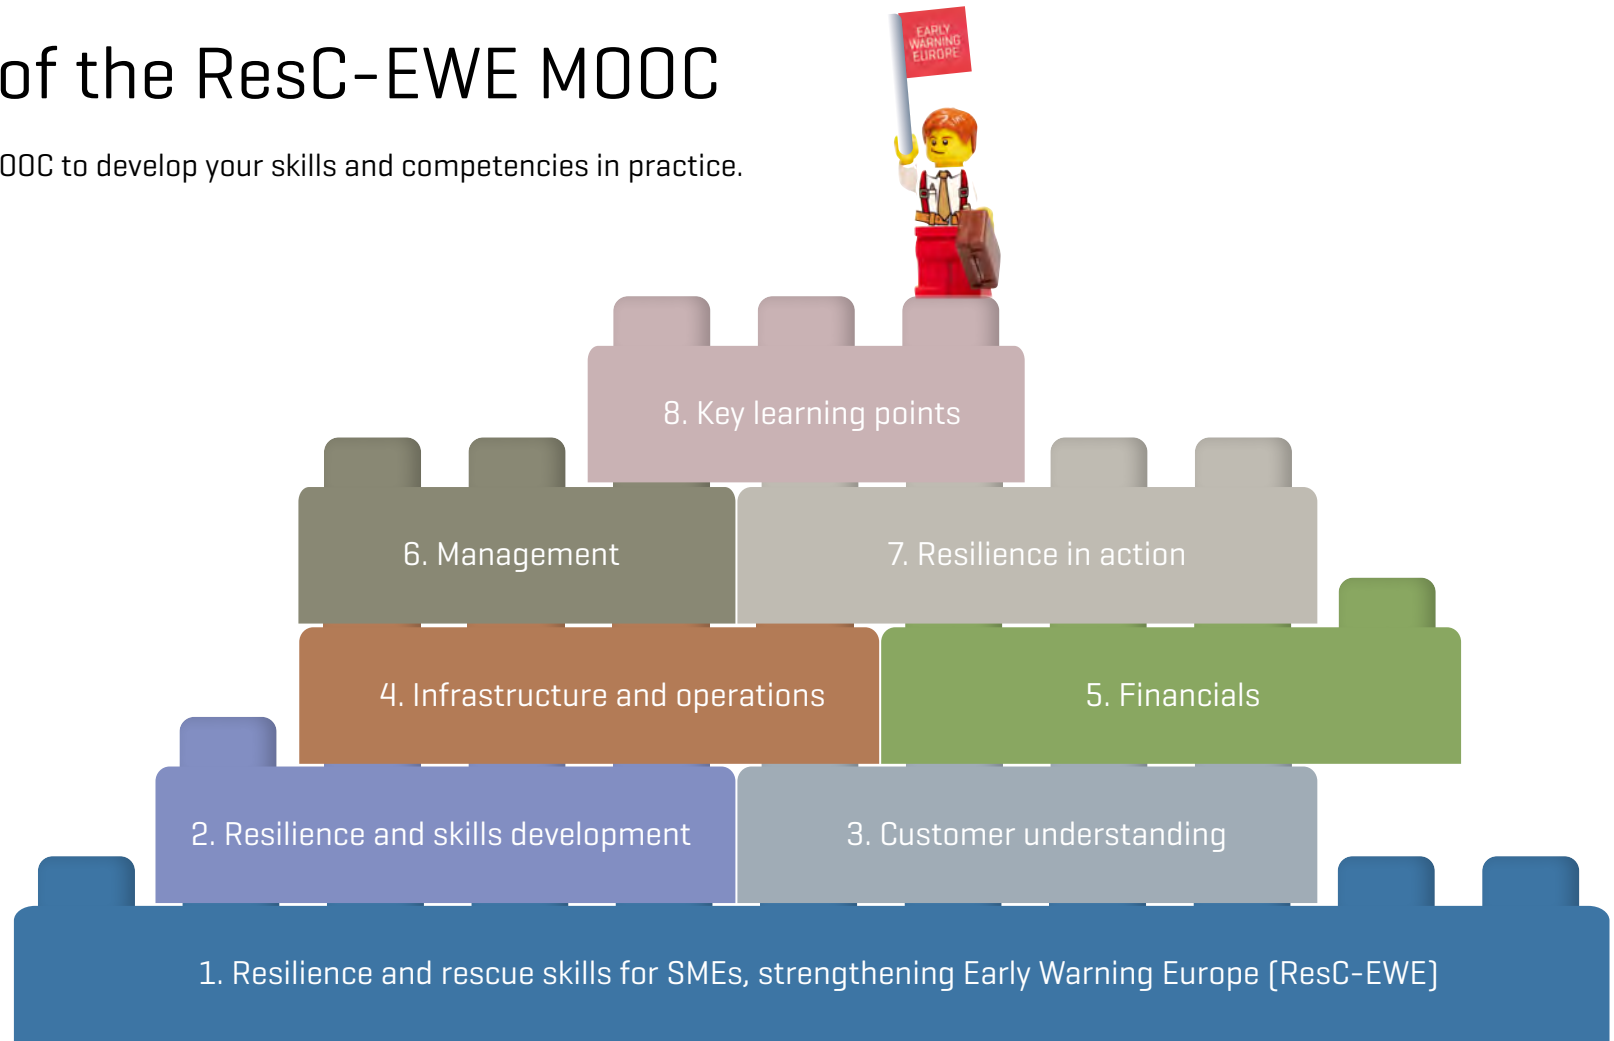 of the ResC-EWE MOOC
OOC to develop your skills and competencies in practice.
EARLY
WARNING
EUROPE
8. Key learning points
6. Management
7. Resilience in action
4. Infrastructure and operations
5. Financials
2. Resilience and skills development
3. Customer understanding
1. Resilience and rescue skills for SMEs, strengthening Early Warning Europe (ResC-EWE)